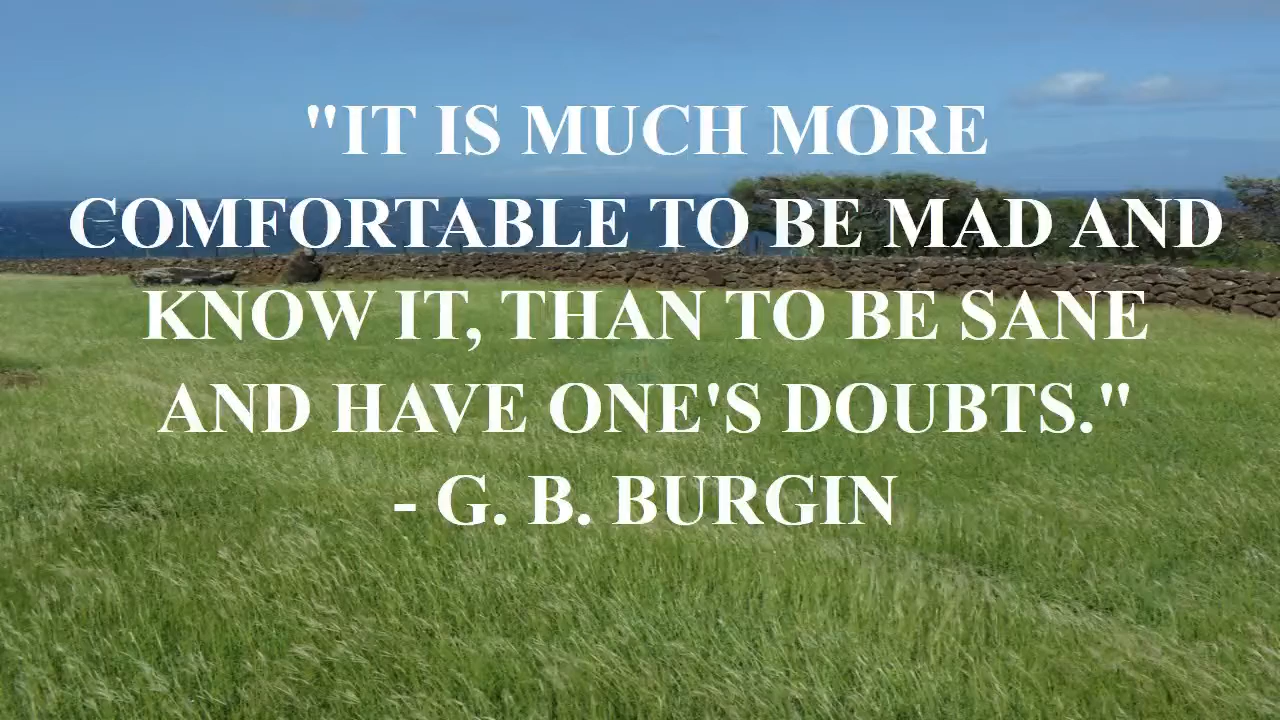 "IT IS MUCH MORE
COMFORTABLE TO BE MAD AND
KNOW IT, THAN TO BE SANE
AND HAVE ONE'S DOUBTS."
- G. B. BURGIN